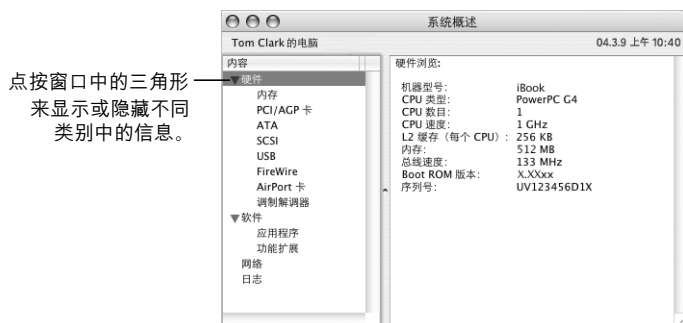 系统概述
Tom Clark 的电脑 04.3.9 上午 10:40
内容
▼硬件
内存
PCI/AGP 卡
ATA
SCSI
USB
FireWire
AirPort 卡
调制解调器
▼软件
应用程序
功能扩展
网络
日志
硬件浏览:
机器型号: iBook
CPU 类型: PowerPC G4
CPU 数目: 1
CPU 速度: 1 GHz
L2 缓存（每个 CPU）: 256 KB
内存: 512 MB
总线速度: 133 MHz
Boot ROM 版本: X.XXxx
序列号: UV123456D1X
点按窗口中的三角形
来显示或隐藏不同
类别中的信息。